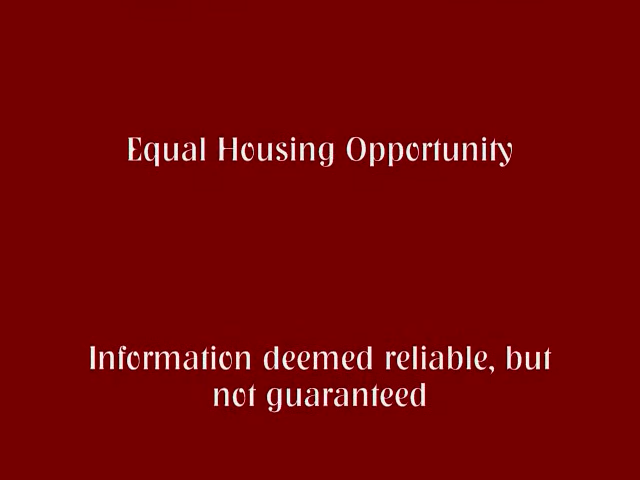 Equal Housing Opportunity
Information deemed reliable, but
not guaranteed